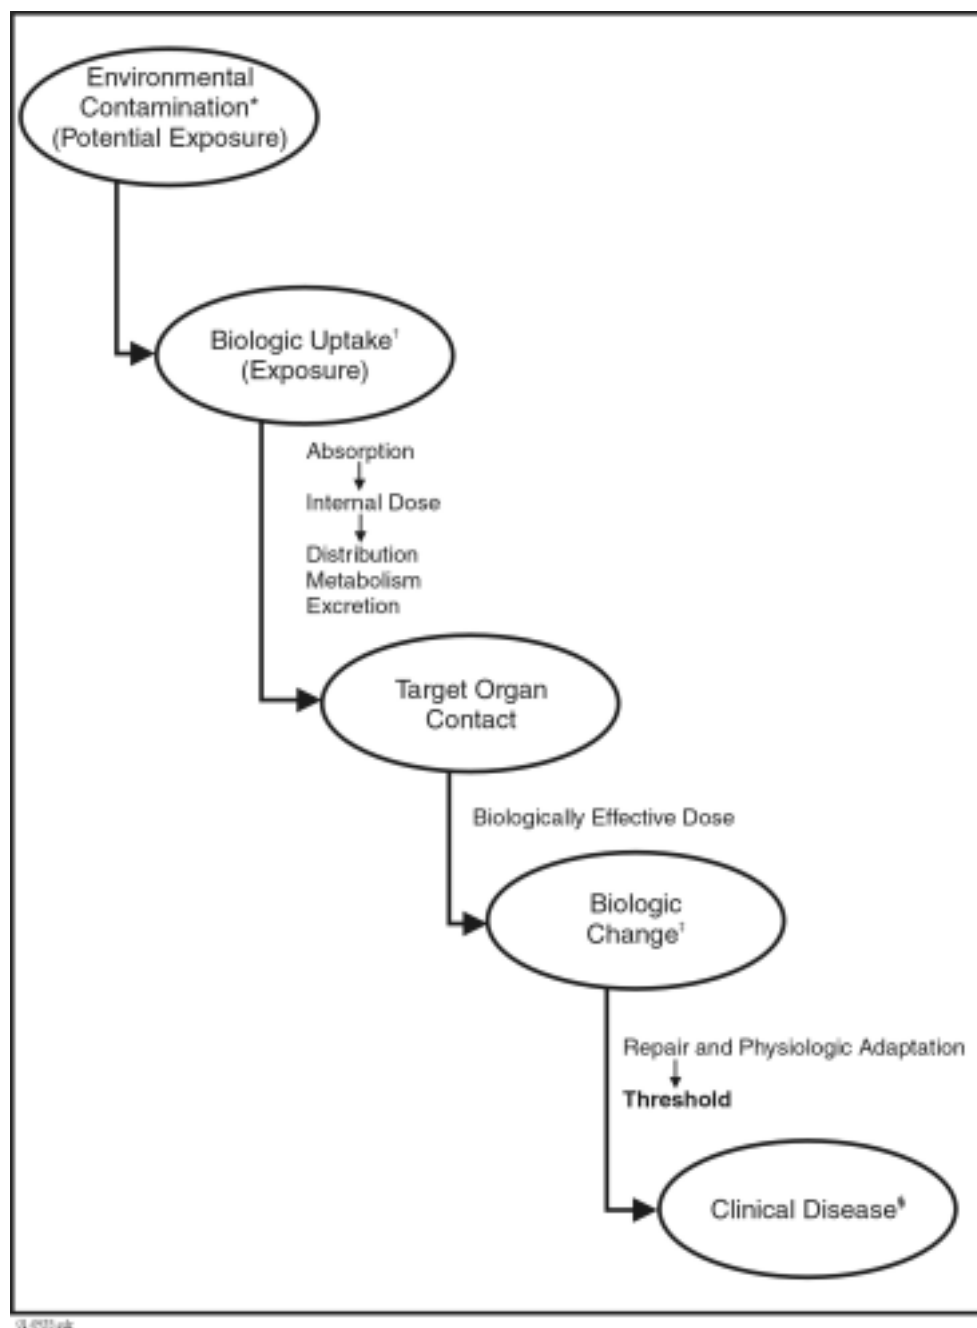 Environmental
Contamination*
(Potential Exposure)
Biologic Uptake†
(Exposure)
Absorption
Internal Dose
Distribution
Metabolism
Excretion
Target Organ
Contact
Biologically Effective Dose
Biologic
Change†
Repair and Physiologic Adaptation
Threshold
Clinical Disease§